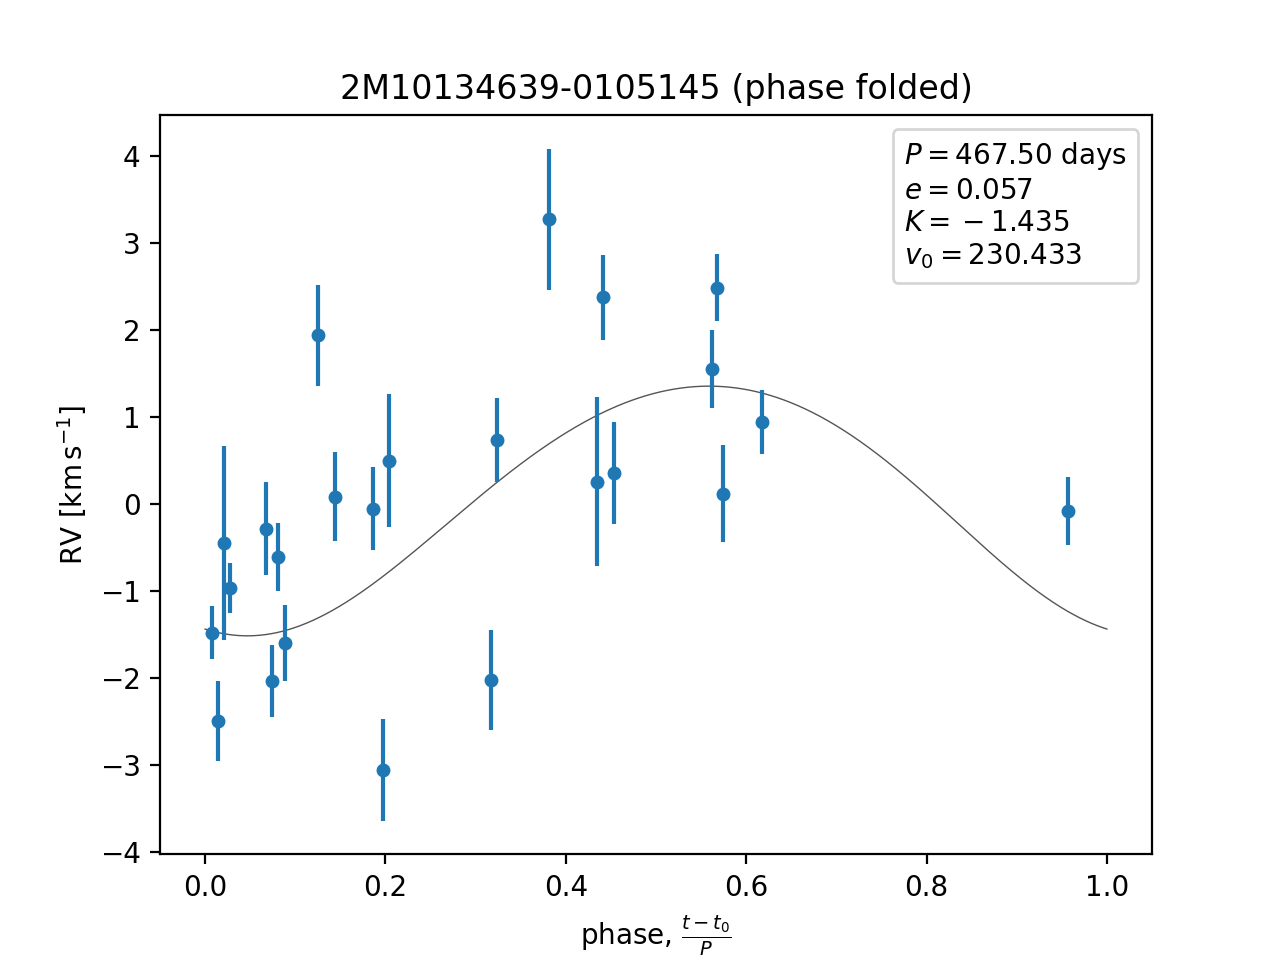 2M10134639-0105145 (phase folded)
P = 467.50 days
e = 0.057
K = −1.435
v₀ = 230.433
4
3
2
1
0
−1
−2
−3
−4
RV [km s⁻¹]
0.0 0.2 0.4 0.6 0.8 1.0
phase, (t − t₀)/P